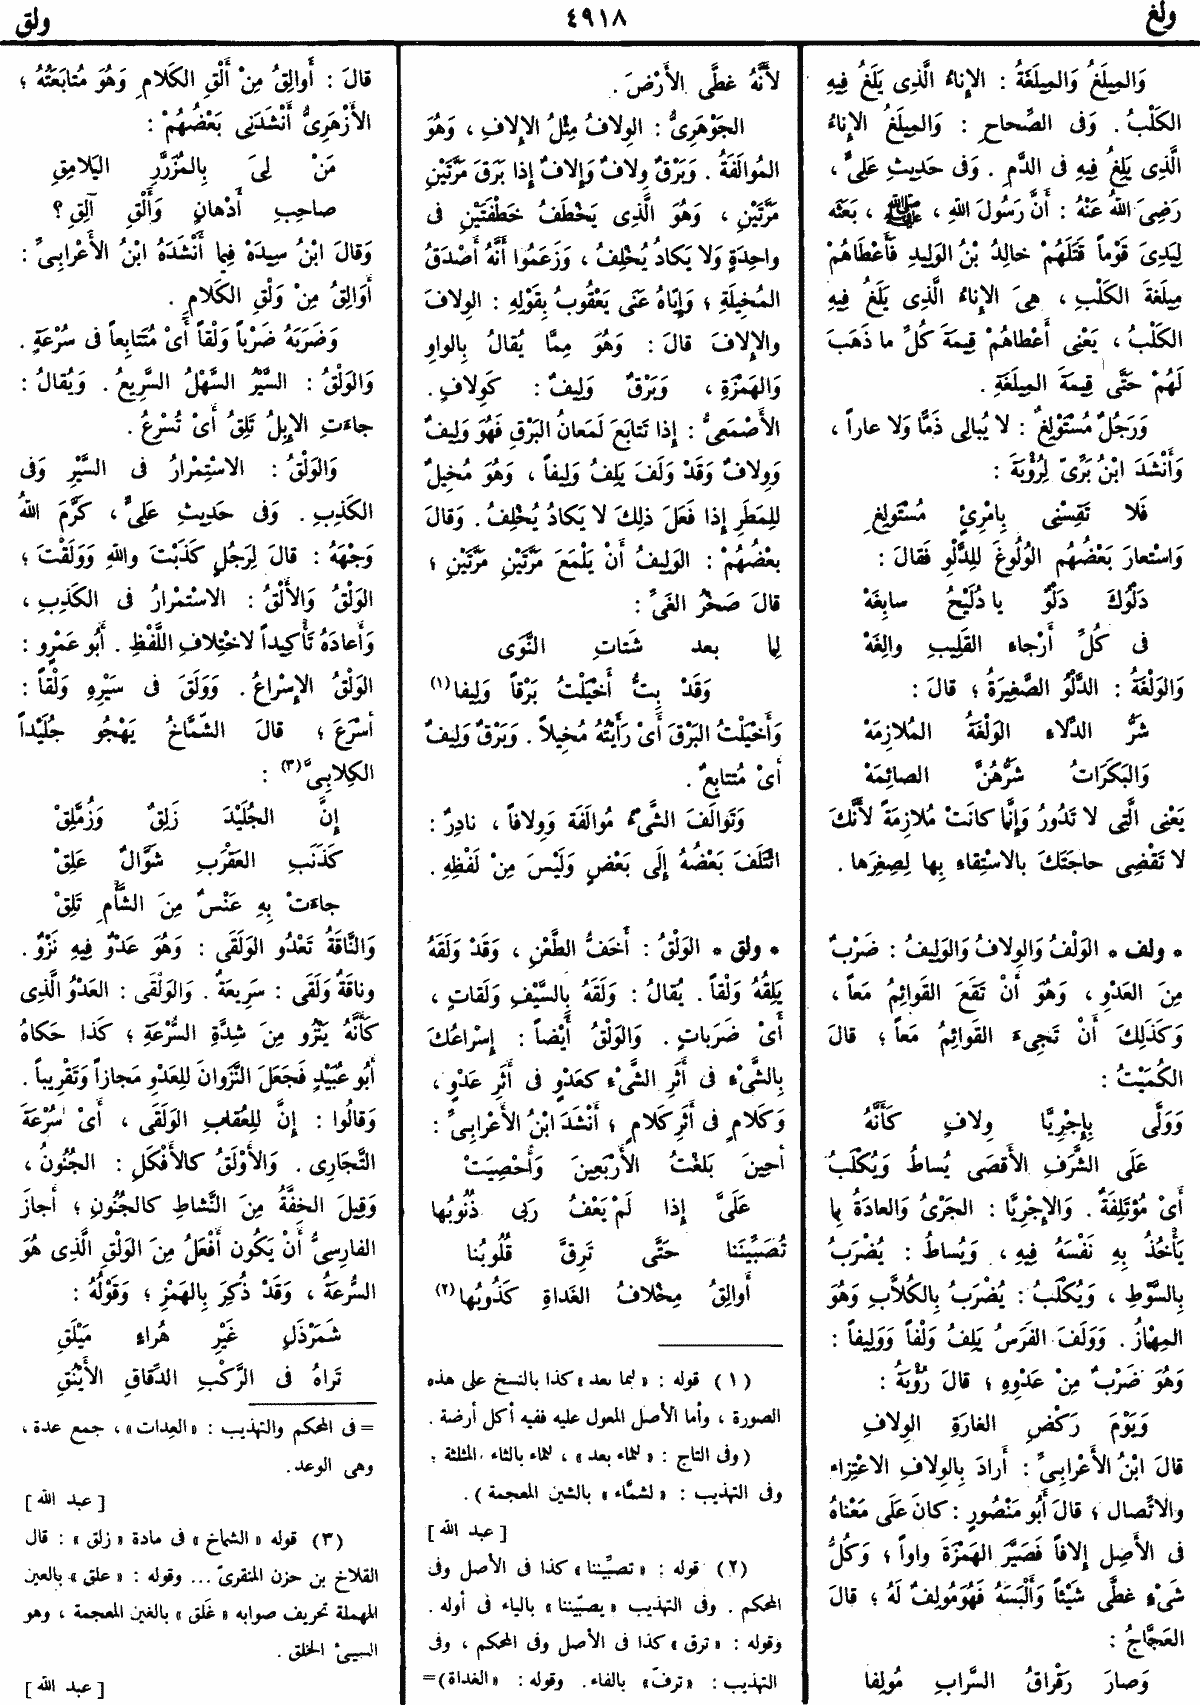 ولغ
٤٩١٨
ولق
وَالمِيلَغُ وَالمِيلَغَةُ : الإِناءُ الَّذِى يَلَغُ فِيهِ
الكَلْبُ . وَفى الصِّحاحِ : وَالمِيلَغُ الإِناءُ
الَّذِى يَلِغُ فِيهِ فى الدَّمِ . وَفى حَدِيثِ عَلىٍّ ،
رَضِىَ اللهُ عَنْهُ : أَنَّ رَسُولَ اللهِ ، ﷺ ، بَعَثَه
لِيَدِىَ قَوْماً قَتَلَهُمْ خالِدُ بْنُ الوَلِيدِ فَأَعْطاهُمْ
مِيلَغَةَ الكَلْبِ ، هِىَ الإِناءُ الَّذِى يَلَغُ فِيهِ
الكَلْبُ ، يَعْنِى أَعْطاهُمْ قِيمَةَ كُلِّ ما ذَهَبَ
لَهُمْ حَتَّى قِيمَةَ المِيلَغَةِ .
وَرَجُلٌ مُسْتَوْلِغٌ : لا يُبالِى ذَمًّا وَلا عاراً ،
وَأَنْشَدَ ابْنُ بَرِّىّ لِرُؤْبَةَ :
فَلا تَقِسْنِى بِامْرِئٍ مُسْتَولِغِ
وَاسْتعارَ بَعْضُهُم الوُلُوغَ لِلدَّلْوِ فَقالَ :
دَلْوُكَ دَلْوٌ يا دُلَيْحُ سابِغَهْ
فى كُلِّ أَرْجاءِ القَلِيبِ والِغَهْ
وَالوَلْغَةُ : الدَّلْوُ الصَّغِيرَةُ ؛ قالَ :
شَرُّ الدِّلاءِ الوَلْغَةُ المُلازِمَهْ
وَالبَكَرَاتُ شَرُّهُنَّ الصائِمَهْ
يَعْنِى الَّتِى لا تَدُورُ وَإِنَّما كانَتْ مُلازِمَةً لأَنَّكَ
لا تَقْضِى حاجَتَكَ بالاسْتِقاءِ بِها لِصِغَرِها .
* ولف * الوَلْفُ وَالوِلافُ وَالوَلِيفُ : ضَرْبٌ
مِنَ العَدْوِ ، وَهُوَ أَنْ تَقَعَ القَوائِمُ مَعاً ،
وَكَذَلِكَ أَنْ تَجِىءَ القَوائِمُ مَعاً ؛ قالَ
الكُمَيْتُ :
وَوَلَّى بِإِجْرِيَّا وِلافٍ كَأَنَّهُ
عَلَى الشَّرَفِ الأَقْصَى يُساطُ وَيُكْلَبُ
أَىْ مُؤْتَلِفَةٌ . وَالإِجْرِيَّا : الجَرْىُ وَالعادَةُ بِما
يَأْخُذُ بِهِ نَفْسَهُ فِيهِ ، وَيُساطُ : يُضْرَبُ
بِالسَّوْطِ ، وَيُكْلَبُ : يُضْرَبُ بِالكُلَّابِ وَهُوَ
المِهْمازُ . وَوَلَفَ الفَرَسُ يَلِفُ وَلْفاً وَوَلِيفاً :
وَهُوَ ضَرْبٌ مِنْ عَدْوِهِ ؛ قالَ رُؤْبَةُ :
وَيَوْمَ رَكْضِ الغارَةِ الوِلافِ
قالَ ابْنُ الأَعْرابِىِّ : أَرادَ بِالوِلافِ الاعْتِزاءَ
والاتِّصال ؛ قالَ أَبُو مَنْصُورٍ : كانَ عَلَى مَعْناهُ
فى الأَصْلِ إِلافاً فَصَيَّرَ الهَمْزَةَ واواً ؛ وَكُلُّ
شَىْءٍ غطَّى شَيْئاً وَأَلْبَسَهُ فَهُوَ مُولِفٌ لَهُ ؛ قالَ
العَجَّاجُ :
وَصارَ رَقْراقُ السَّرابِ مُولِفا
لأَنَّهُ غطَّى الأَرْضَ .
الجَوْهَرِىُّ : الوِلافُ مِثْلُ الإِلافِ ، وَهُوَ
المُوالَفَةُ . وَبَرْقٌ وِلافٌ وَإِلافٌ إِذا بَرَقَ مَرَّتَيْنِ
مَرَّتَيْنِ ، وَهُوَ الَّذِى يَخْطَفُ خَطْفَتَيْنِ فى
واحِدَةٍ وَلا يَكادُ يُخْلِفُ ، وَزَعَمُوا أَنَّهُ أَصْدَقُ
المُخِيلَةِ ؛ وَإِيَّاهُ عَنَى يَعْقُوبُ بِقَوْلِهِ : الوِلافَ
والإِلافَ قالَ : وَهُوَ مِمَّا يُقالُ بِالواوِ
وَالهَمْزَةِ ، وَبَرْقٌ وَلِيفٌ : كَوِلافٍ .
الأَصْمَعِىُّ : إِذا تَتابَعَ لَمَعانُ البَرْقِ فَهُوَ وَلِيفٌ
وَوِلافٌ وَقَدْ وَلَفَ يَلِفُ وَلِيفاً ، وَهُوَ مُخِيلٌ
لِلمَطَرِ إِذا فَعَلَ ذلِكَ لا يَكادُ يُخْلِفُ . وَقالَ
بعْضُهُمْ : الوَلِيفُ أَنْ يَلْمَعَ مَرَّتَيْنِ مَرَّتَيْنِ ؛
قالَ صَخْرُ الغَىِّ :
لِما بعد شَتاتِ النَّوَى
وَقَدْ بِتُّ أَخْيَلْتُ بَرْقاً وَلِيفا(١)
وَأَخْيَلْتُ البَرْقَ أَىْ رَأَيْتُهُ مُخِيلاً . وَبَرْقٌ وَلِيفٌ
أَىْ مُتتابِعٌ .
وَتَوالَفَ الشَّىْءُ مُوالَفَة وَوِلافاً ، نادِرٌ :
ائْتَلَفَ بَعْضُهُ إِلَى بَعْضٍ وَلَيْسَ مِنْ لَفْظِهِ .
* ولق * الوَلْقُ : أَخَفُّ الطَّعْنِ ، وَقَدْ وَلَقَهُ
يَلِقُهُ وَلْقاً . يُقالُ : وَلَقَهُ بِالسَّيْفِ وَلَقاتٍ ،
أَىْ ضَرَباتٍ . وَالوَلْقُ أَيْضاً : إِسْراعُكَ
بِالشَّىْءِ فى أَثَرِ الشَّىْءِ كعَدْوٍ فى أَثَرِ عَدْوٍ ،
وَكَلامٍ فى أَثَرِ كَلامٍ ؛ أَنْشَدَ ابْنُ الأَعْرابِىِّ :
أَحِينَ بَلغْتُ الأَرْبَعِينَ وَأُحْصِيَتْ
عَلَىَّ إِذا لَمْ يَعْفُ رَبى ذُنُوبُها
تُصَبِّينَنا حَتَّى تَرِقَّ قُلُوبُنا
أَوالِقُ مِخْلافُ الغَداةِ كَذُوبُها(٢)
(١) قوله : «لما بعد» كذا بالنسخ على هذه
الصورة ، وأما الأصل المعول عليه ففيه أكل أرضة .
(وفى التاج : «لماء بعد» ، لماء بالثاء المثلثة ؛
وفى التهذيب : «لشمَّاء» بالشين المعجمة) .
[عبد الله]
(٢) قوله : «تصبِّيننا» كذا فى الأصل وفى
المحكم . وفى التهذيب «يصبّيننا» بالياء فى أوله .
وقوله : «ترق» كذا فى الأصل وفى المحكم ، وفى
التهذيب : «ترفّ» بالفاء . وقوله : «الغداة)=
قالَ : أَوالِقُ مِنْ أَلْقِ الكَلامِ وَهُوَ مُتابَعَتُهُ ؛
الأَزْهَرِىُّ أَنْشَدَنِى بَعْضُهُمْ :
مَنْ لِىَ بِالمُزَرَّرِ اليَلامِقِ
صاحِبِ أَدْهانٍ وَأَلْقٍ آلِقِ ؟
وَقالَ ابْنُ سِيدَهْ فِيما أَنْشَدَهُ ابْنُ الأَعْرابِىِّ :
أَوَالِقُ مِنْ وَلْقِ الكَلامِ .
وَضَرَبَهُ ضَرْباً وَلْقاً أَىْ مُتَتابِعاً فى سُرْعَةٍ .
وَالوَلْقُ : السَّيْرُ السَّهْلُ السَّرِيعُ . وَيُقالُ :
جاءَتِ الإِبِلُ تَلِقُ أَىْ تُسْرِعُ .
وَالوَلْقُ : الاسْتِمْرارُ فى السَّيْرِ وَفى
الكَذِبِ . وَفى حَدِيثِ عَلىٍّ ، كَرَّمَ اللهُ
وَجْهَهُ : قالَ لِرَجُلٍ كَذَبْتَ واللهِ وَوَلَقْتَ ؛
الوَلْقُ وَالأَلْقُ : الاسْتِمْرارُ فى الكَذِبِ ،
وَأَعادَهُ تَأْكِيداً لاخْتِلافِ اللَّفْظِ . أَبُو عَمْرٍو :
الوَلْقُ الإِسْراعُ . وَوَلَقَ فى سَيْرِهِ وَلْقاً :
أَسْرَعَ ؛ قالَ الشَّمَّاخُ يَهْجُو جُلَيْداً
الكِلابِىَّ(٣) :
إِنَّ الجُلَيْدَ زَلِقٌ وَزُمَّلِقْ
كَذَنَبِ العَقْرَبِ شَوَّالٌ عَلِقْ
جاءَتْ بِهِ عَنْسٌ مِنَ الشَّأْمِ تَلِقْ
وَالنَّاقَةُ تَعْدُو الوَلَقَى : وَهُوَ عَدْوٌ فِيهِ نَزْوٌ .
وناقَةٌ وَلَقَى : سَرِيعَةٌ . وَالوَلْقَى : العَدْوُ الَّذِى
كَأَنَّهُ يَنْزُو مِنَ شِدَّةِ السُّرْعَةِ ؛ كَذا حَكاهُ
أَبُو عُبَيْدٍ فَجَعَلَ النَّزَوانَ لِلعَدْوِ مَجازاً وَتَقْرِيباً .
وَقالُوا : إِنَّ لِلعُقابِ الوَلَقَى ، أَىْ سُرْعَةَ
التَّجَارِى . وَالأَوْلَقُ كالأَفْكَلِ : الجُنُونُ ،
وَقِيلَ الخِفَّةُ مِنَ النَّشاطِ كالجُنُونِ ؛ أَجازَ
الفارِسىُّ أَنْ يَكُونَ أَفْعَلَ مِنَ الوَلْقِ الَّذِى هُوَ
السُّرْعَةُ ، وَقَدْ ذُكِرَ بِالهَمْزِ ؛ وَقَوْلُهُ :
شَمَرْذَلٍ غَيْرِ هُراءٍ مَيْلَقِ
تَراهُ فى الرَّكْبِ الدِّقاقِ الأَيْنُقِ
= فى المحكم والتهذيب : «العِدات» ، جمع عدة ،
وهى الوعد .
[عبد الله]
(٣) قوله «الشماخ» فى مادة «زلق» : قال
القلاخ بن حزن المنقرىّ ... وقوله : «علق» بالعين
المهملة تحريف صوابه «غَلق» بالغين المعجمة ، وهو
السيئ الخلق .
[عبد الله]